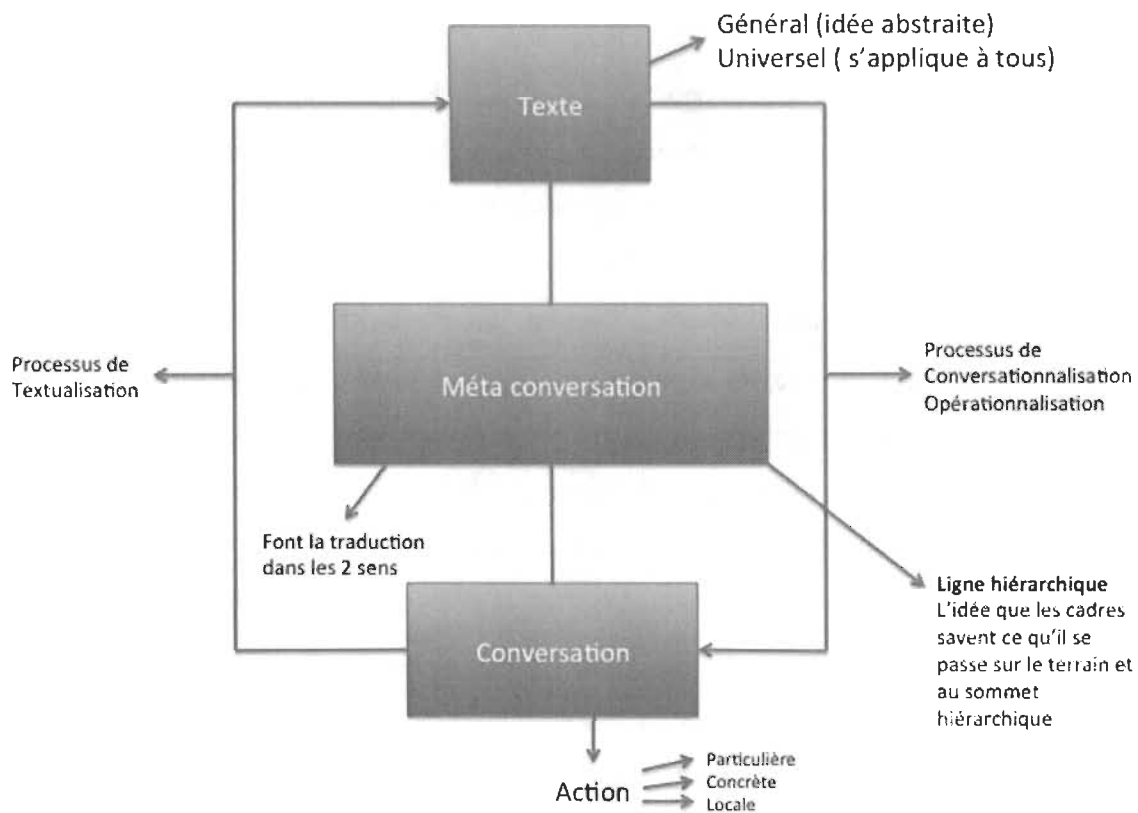 Général (idée abstraite)
Universel ( s'applique à tous)
Texte
Processus de
Textualisation
Méta conversation
Processus de
Conversationnalisation
Opérationnalisation
Font la traduction
dans les 2 sens
Ligne hiérarchique
L'idée que les cadres
savent ce qu'il se
passe sur le terrain et
au sommet
hiérarchique
Conversation
Action
Particulière
Concrète
Locale